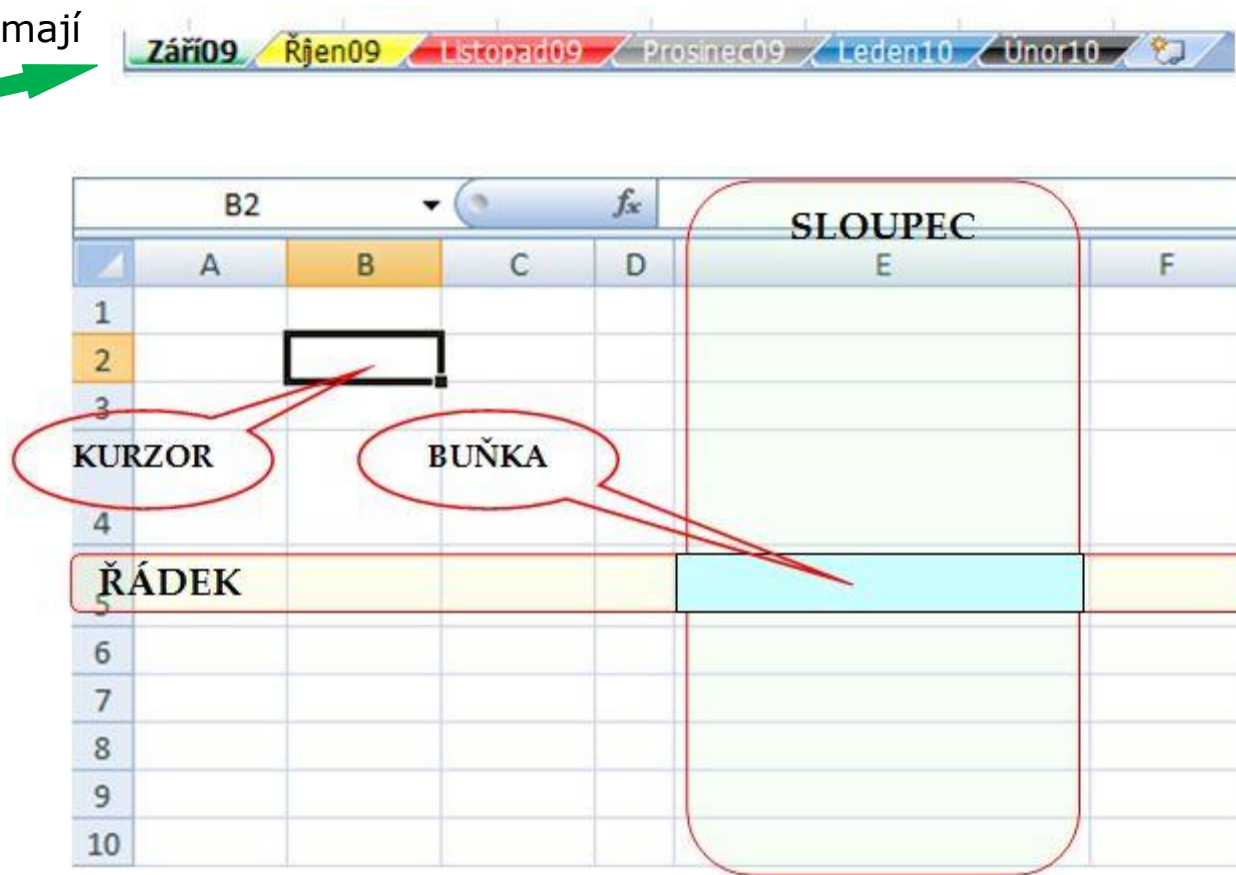 mají
Září09 Říjen09 Listopad09 Prosinec09 Leden10 Únor10
B2 fx
SLOUPEC
A B C D E F
1
2
3
KURZOR BUŇKA
4
ŘÁDEK
5
6
7
8
9
10